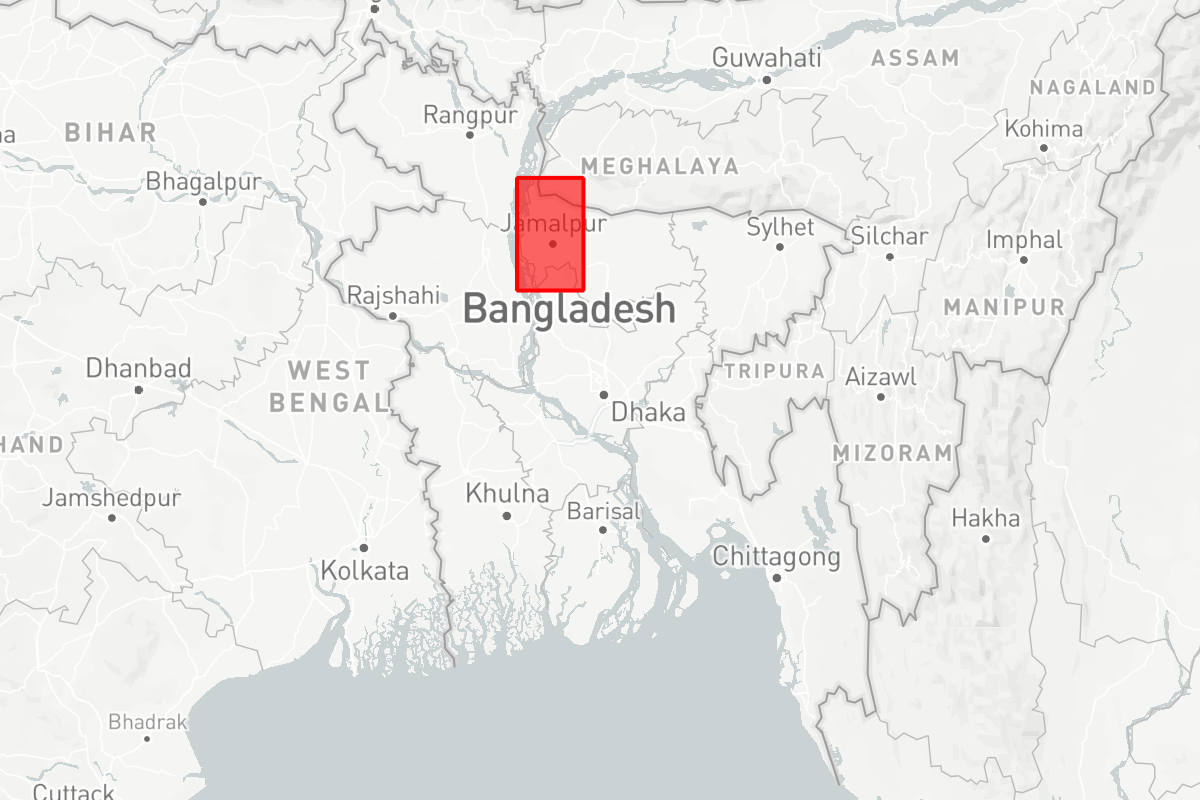 Guwahati
ASSAM
NAGALAND
Rangpur
BIHAR
Kohima
MEGHALAYA
Bhagalpur
Jamalpur
Sylhet
Silchar
Imphal
Rajshahi
Bangladesh
MANIPUR
Dhanbad
WEST
BENGAL
TRIPURA
Aizawl
Dhaka
HAND
MIZORAM
Jamshedpur
Khulna
Barisal
Hakha
Kolkata
Chittagong
Bhadrak
Cuttack